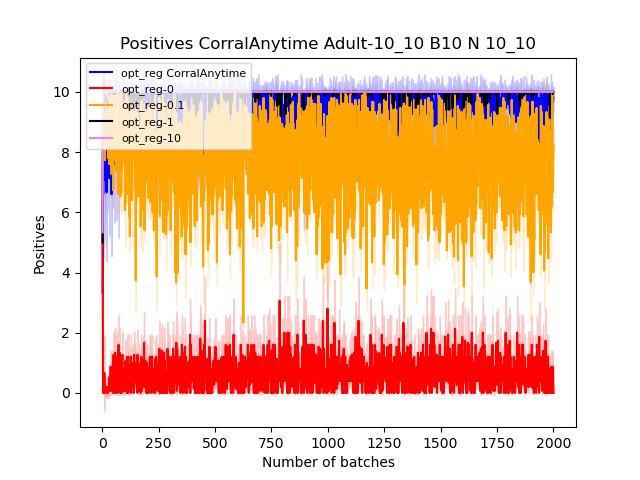 Positives CorralAnytime Adult-10_10 B10 N 10_10
opt_reg CorralAnytime
opt_reg-0
opt_reg-0.1
opt_reg-1
opt_reg-10
Positives
10
8
6
4
2
0
0 250 500 750 1000 1250 1500 1750 2000
Number of batches